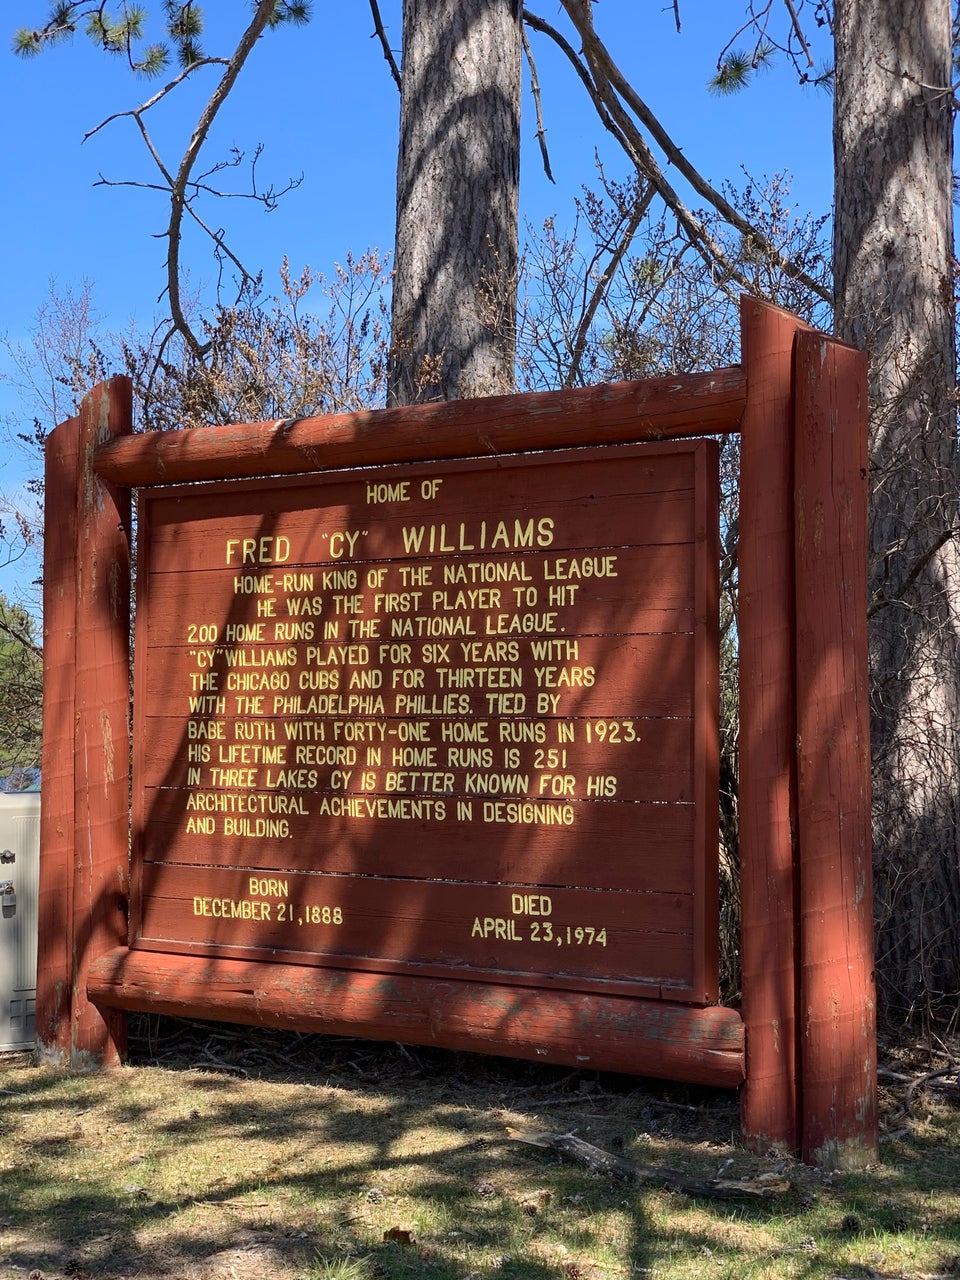 HOME OF
FRED "CY" WILLIAMS
HOME-RUN KING OF THE NATIONAL LEAGUE
HE WAS THE FIRST PLAYER TO HIT
200 HOME RUNS IN THE NATIONAL LEAGUE.
"CY" WILLIAMS PLAYED FOR SIX YEARS WITH
THE CHICAGO CUBS AND FOR THIRTEEN YEARS
WITH THE PHILADELPHIA PHILLIES. TIED BY
BABE RUTH WITH FORTY-ONE HOME RUNS IN 1923.
HIS LIFETIME RECORD IN HOME RUNS IS 251
IN THREE LAKES CY IS BETTER KNOWN FOR HIS
ARCHITECTURAL ACHIEVEMENTS IN DESIGNING
AND BUILDING.
BORN
DECEMBER 21, 1888
DIED
APRIL 23, 1974